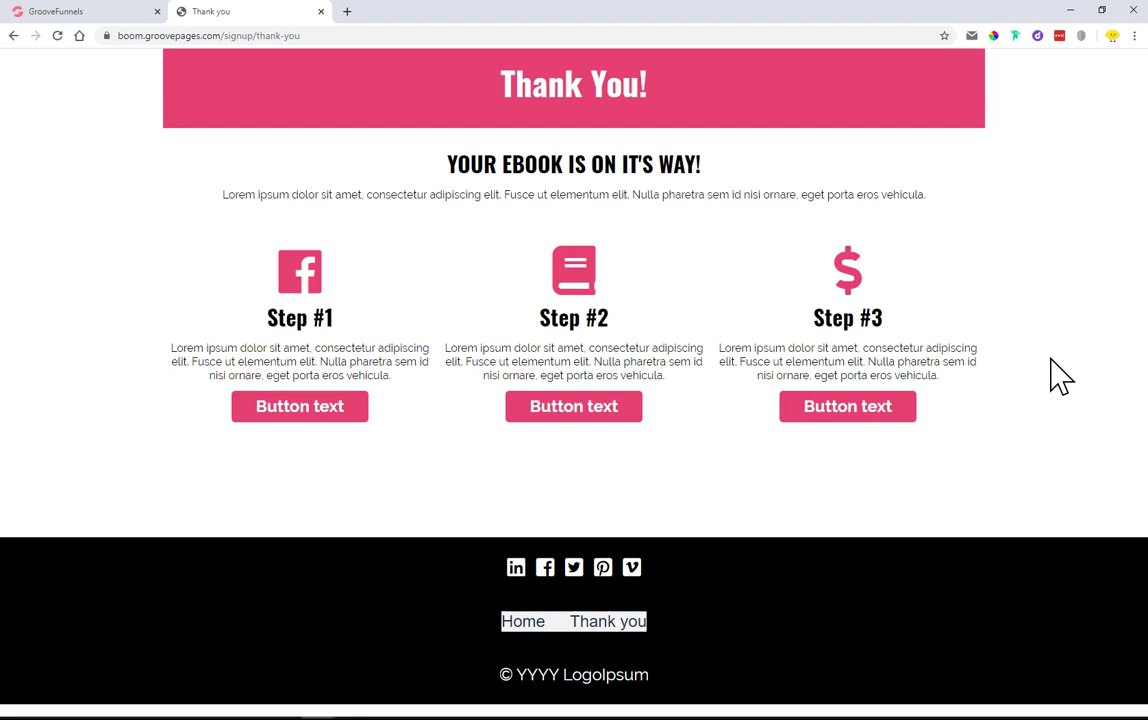 GrooveFunnels
Thank you
boom.groovepages.com/signup/thank-you
Thank You!
YOUR EBOOK IS ON IT'S WAY!
Lorem ipsum dolor sit amet, consectetur adipiscing elit. Fusce ut elementum elit. Nulla pharetra sem id nisi ornare, eget porta eros vehicula.
Step #1
Lorem ipsum dolor sit amet, consectetur adipiscing
elit. Fusce ut elementum elit. Nulla pharetra sem id
nisi ornare, eget porta eros vehicula.
Button text
Step #2
Lorem ipsum dolor sit amet, consectetur adipiscing
elit. Fusce ut elementum elit. Nulla pharetra sem id
nisi ornare, eget porta eros vehicula.
Button text
Step #3
Lorem ipsum dolor sit amet, consectetur adipiscing
elit. Fusce ut elementum elit. Nulla pharetra sem id
nisi ornare, eget porta eros vehicula.
Button text
Home Thank you
© YYYY LogoIpsum